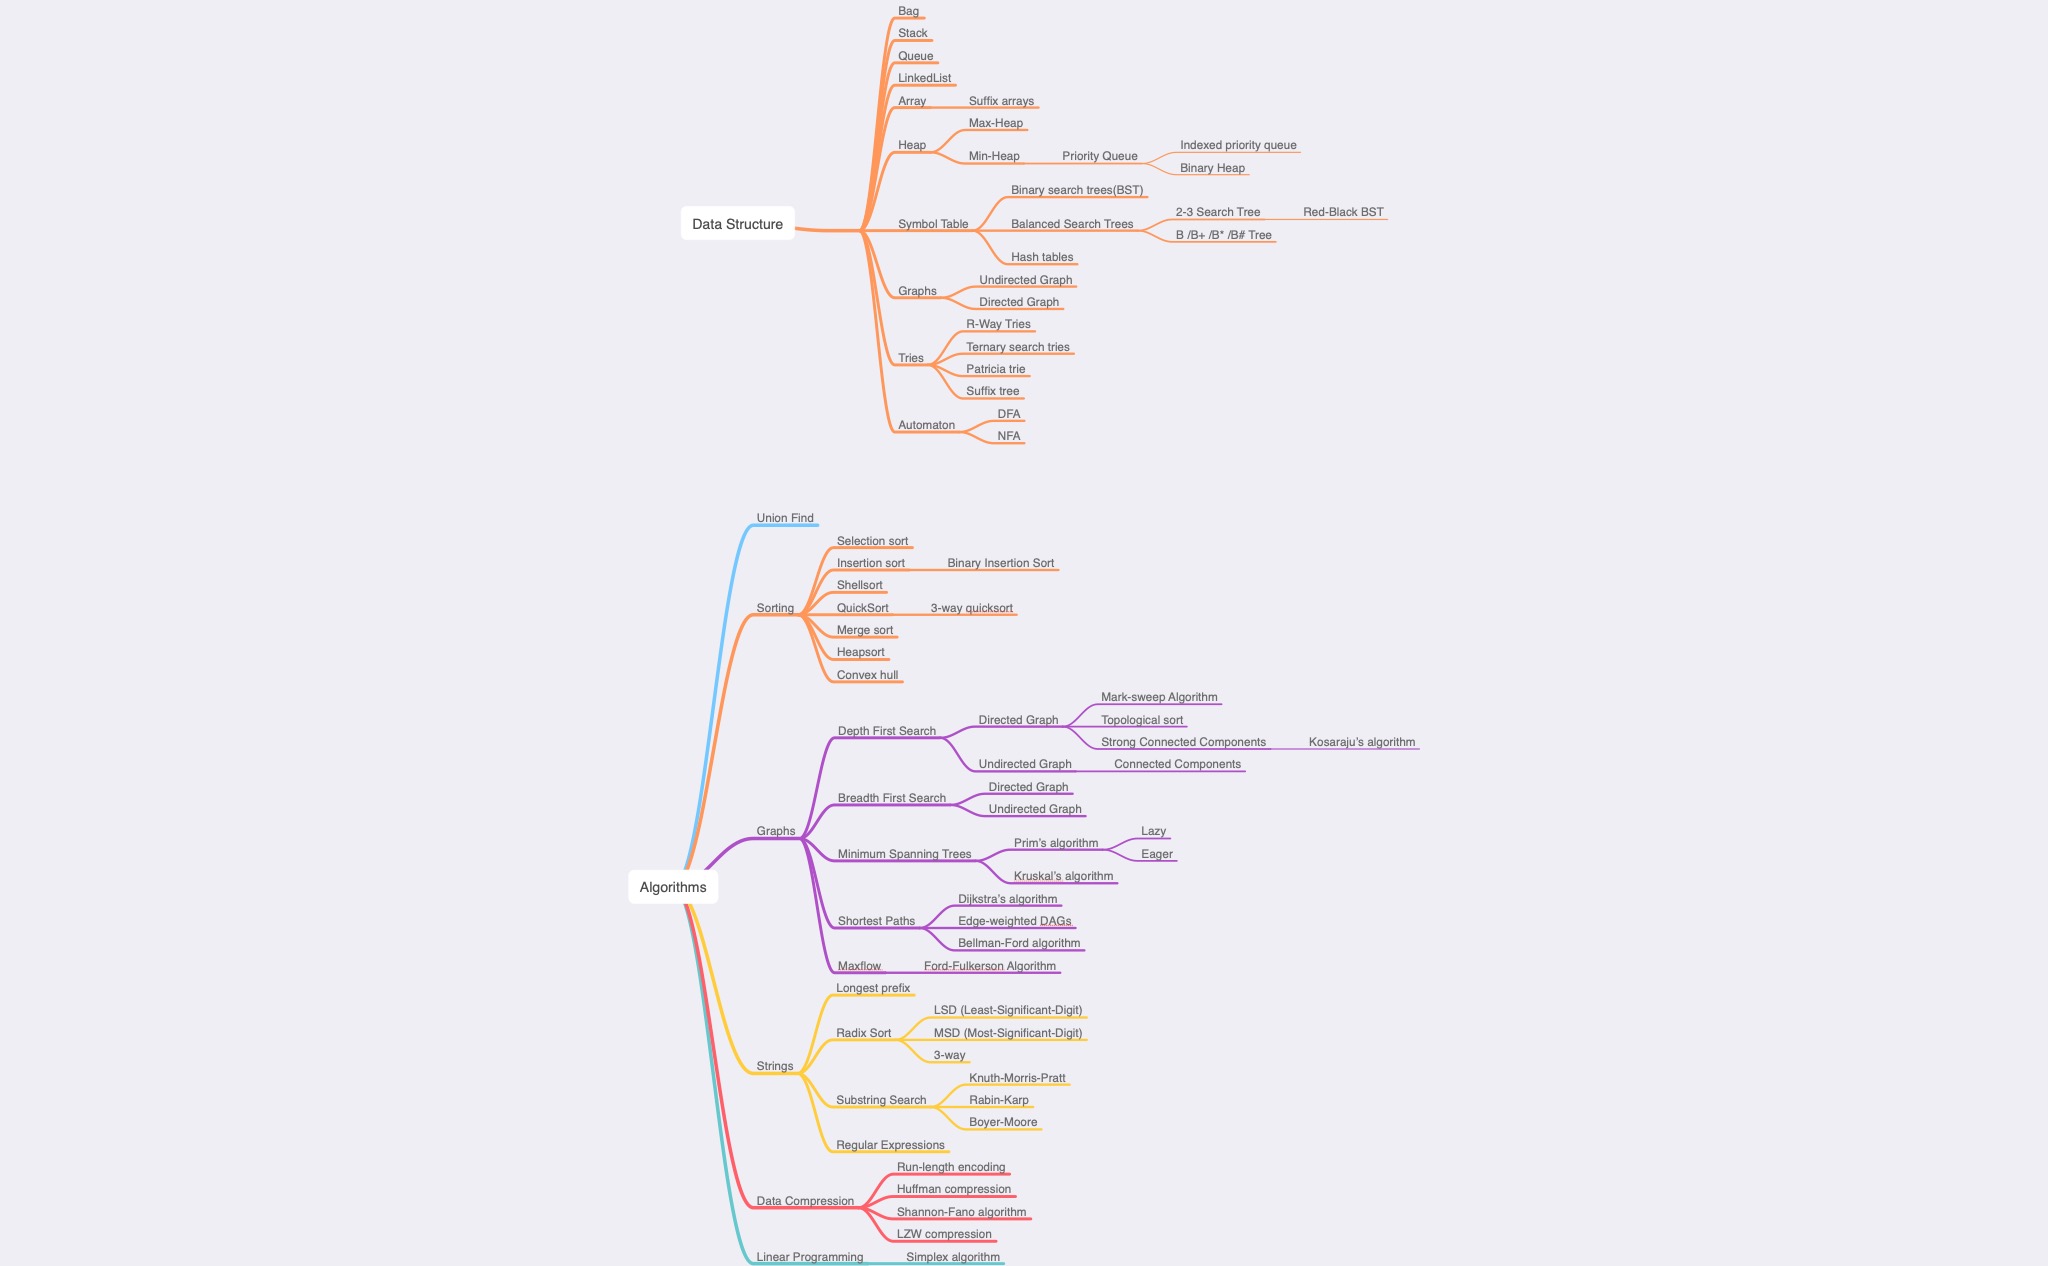 Bag
Stack
Queue
LinkedList
Array
Suffix arrays
Heap
Max-Heap
Min-Heap
Priority Queue
Indexed priority queue
Binary Heap
Data Structure
Symbol Table
Binary search trees(BST)
Balanced Search Trees
2-3 Search Tree
Red-Black BST
B /B+ /B* /B# Tree
Hash tables
Graphs
Undirected Graph
Directed Graph
Tries
R-Way Tries
Ternary search tries
Patricia trie
Suffix tree
Automaton
DFA
NFA
Algorithms
Union Find
Sorting
Selection sort
Insertion sort
Binary Insertion Sort
Shellsort
QuickSort
3-way quicksort
Merge sort
Heapsort
Convex hull
Graphs
Depth First Search
Directed Graph
Mark-sweep Algorithm
Topological sort
Strong Connected Components
Kosaraju's algorithm
Undirected Graph
Connected Components
Breadth First Search
Directed Graph
Undirected Graph
Minimum Spanning Trees
Prim's algorithm
Lazy
Eager
Kruskal's algorithm
Shortest Paths
Dijkstra's algorithm
Edge-weighted DAGs
Bellman-Ford algorithm
Maxflow
Ford-Fulkerson Algorithm
Strings
Longest prefix
Radix Sort
LSD (Least-Significant-Digit)
MSD (Most-Significant-Digit)
3-way
Substring Search
Knuth-Morris-Pratt
Rabin-Karp
Boyer-Moore
Regular Expressions
Data Compression
Run-length encoding
Huffman compression
Shannon-Fano algorithm
LZW compression
Linear Programming
Simplex algorithm